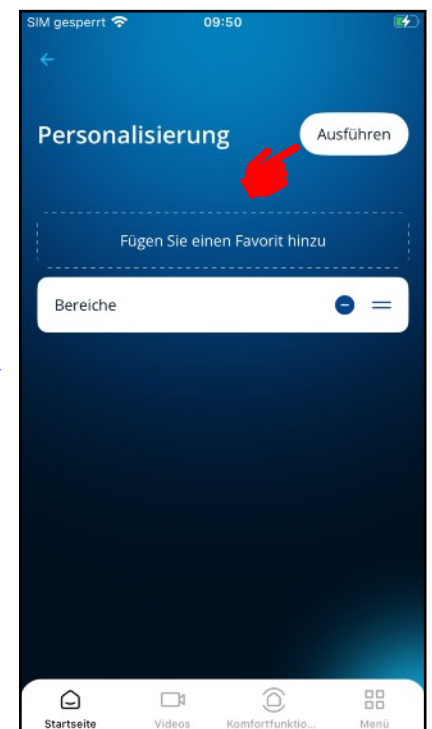 SIM gesperrt 09:50
Personalisierung
Ausführen
Fügen Sie einen Favorit hinzu
Bereiche
Startseite Videos Komfortfunktio... Menü